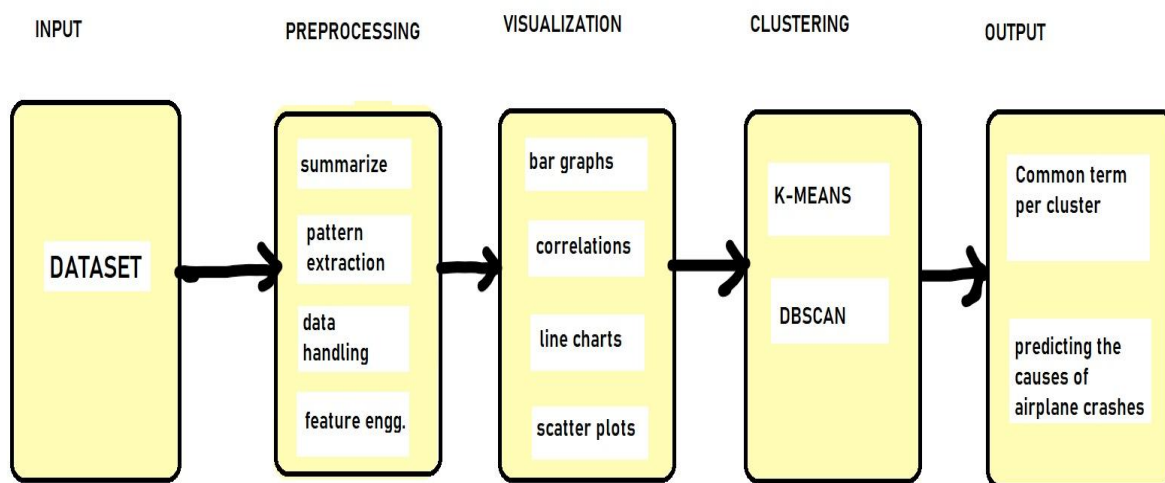 INPUT
PREPROCESSING
VISUALIZATION
CLUSTERING
OUTPUT
DATASET
summarize
pattern
extraction
data
handling
feature engg.
bar graphs
correlations
line charts
scatter plots
K-MEANS
DBSCAN
Common term
per cluster
predicting the
causes of
airplane crashes